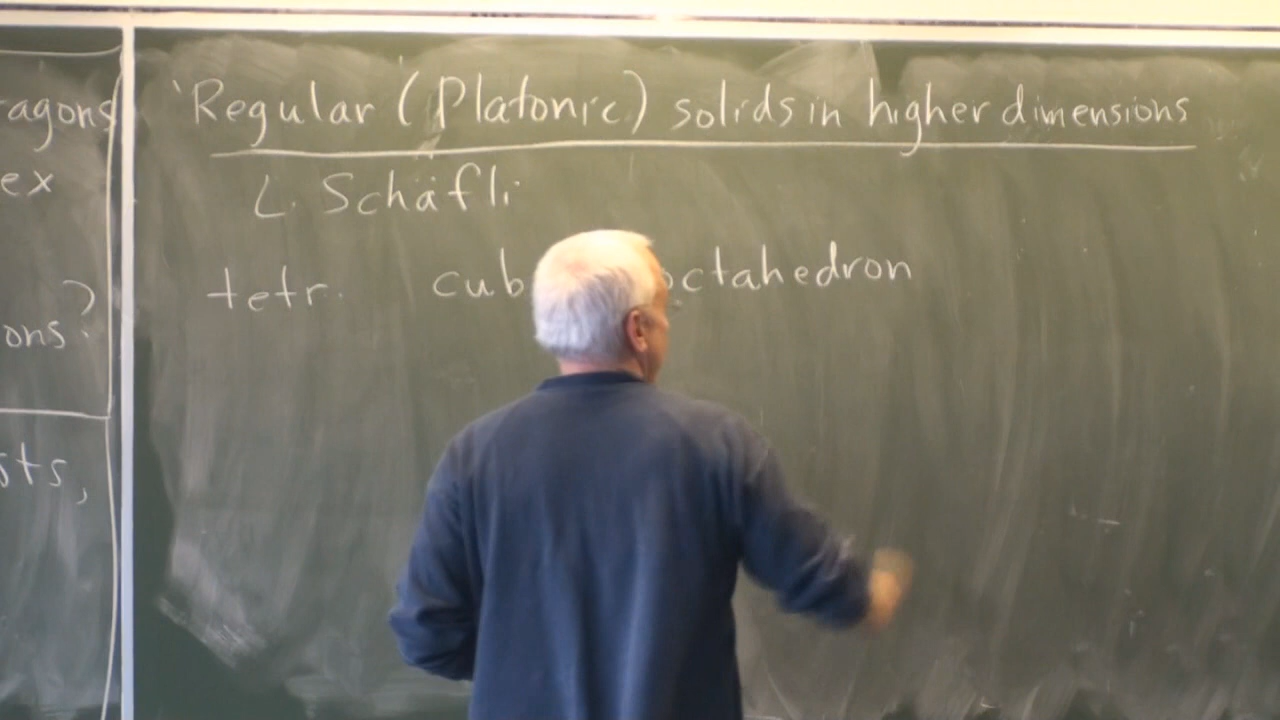 agons
ex
ons?
sts,
Regular (Platonic) solids in higher dimensions
L. Schäfli
tetr. cub octahedron